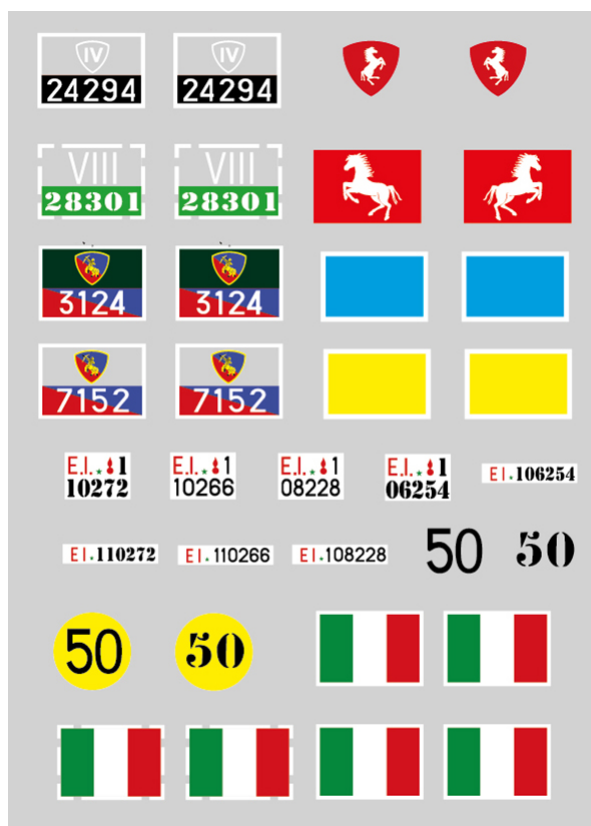 IV IV
24294 24294
VIII VIII
28301 28301
3124 3124
7152 7152
E.I. 1 E.I. 1 E.I. 1 E.I. 1
10272 10266 08228 06254
EI 106254
EI 110272 EI 110266 EI 108228
50 50
50 50